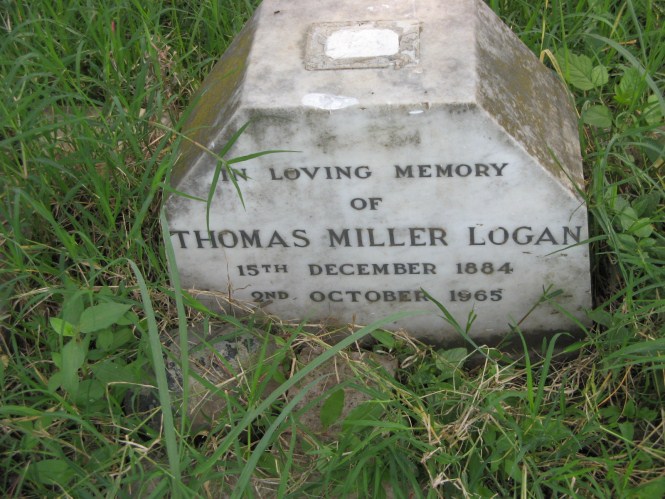 IN LOVING MEMORY
OF
THOMAS MILLER LOGAN
15TH DECEMBER 1884
2ND OCTOBER 1965